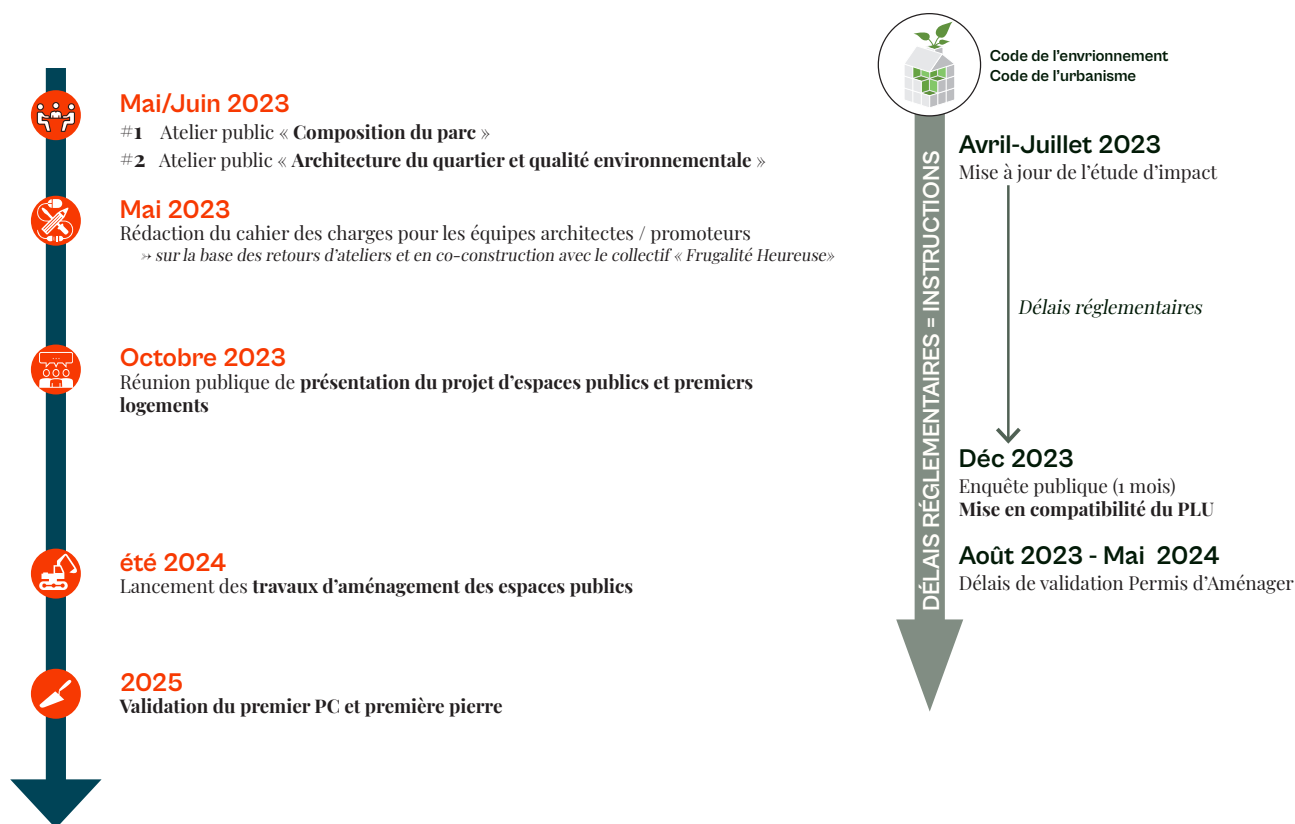 Mai/Juin 2023
#1 Atelier public « Composition du parc »
#2 Atelier public « Architecture du quartier et qualité environnementale »
Mai 2023
Rédaction du cahier des charges pour les équipes architectes / promoteurs
➳ sur la base des retours d’ateliers et en co-construction avec le collectif « Frugalité Heureuse»
Octobre 2023
Réunion publique de présentation du projet d’espaces publics et premiers
logements
été 2024
Lancement des travaux d’aménagement des espaces publics
2025
Validation du premier PC et première pierre
Code de l’envrionnement
Code de l’urbanisme
DÉLAIS RÉGLEMENTAIRES = INSTRUCTIONS
Avril-Juillet 2023
Mise à jour de l’étude d’impact
Délais réglementaires
Déc 2023
Enquête publique (1 mois)
Mise en compatibilité du PLU
Août 2023 - Mai 2024
Délais de validation Permis d’Aménager